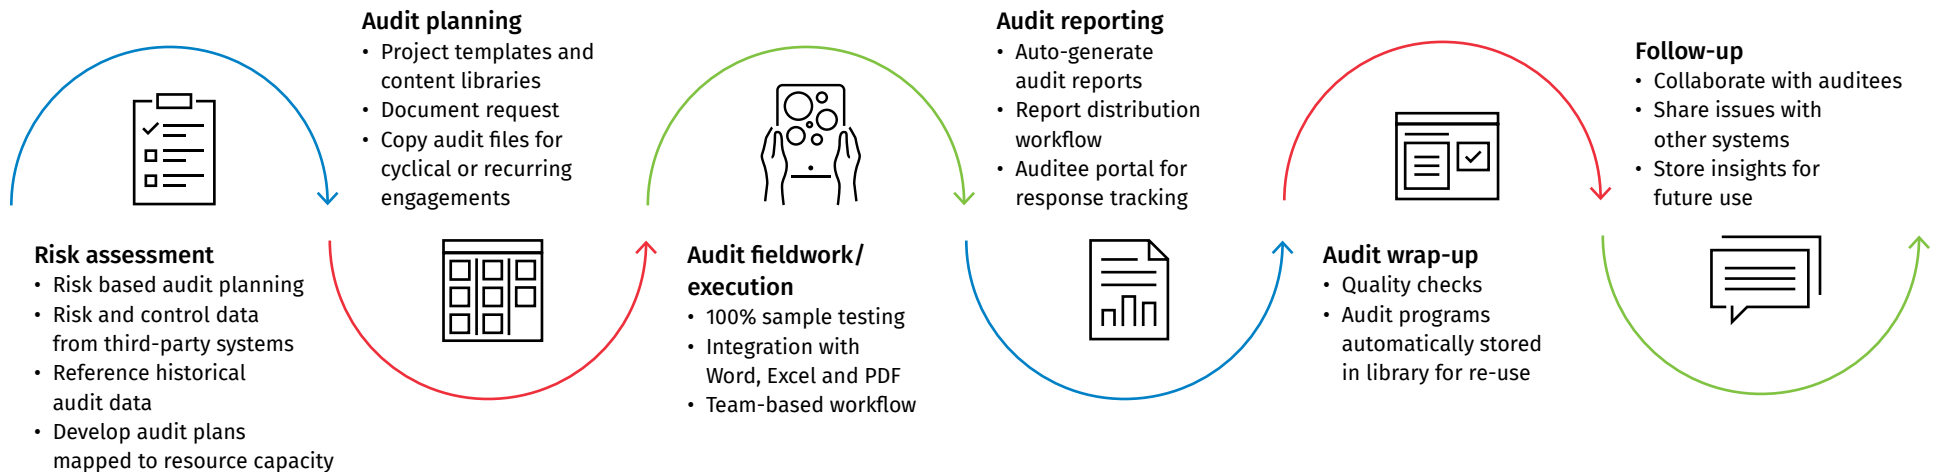 Risk assessment
• Risk based audit planning
• Risk and control data
from third-party systems
• Reference historical
audit data
• Develop audit plans
mapped to resource capacity
Audit planning
• Project templates and
content libraries
• Document request
• Copy audit files for
cyclical or recurring
engagements
Audit fieldwork/
execution
• 100% sample testing
• Integration with
Word, Excel and PDF
• Team-based workflow
Audit reporting
• Auto-generate
audit reports
• Report distribution
workflow
• Auditee portal for
response tracking
Audit wrap-up
• Quality checks
• Audit programs
automatically stored
in library for re-use
Follow-up
• Collaborate with auditees
• Share issues with
other systems
• Store insights for
future use